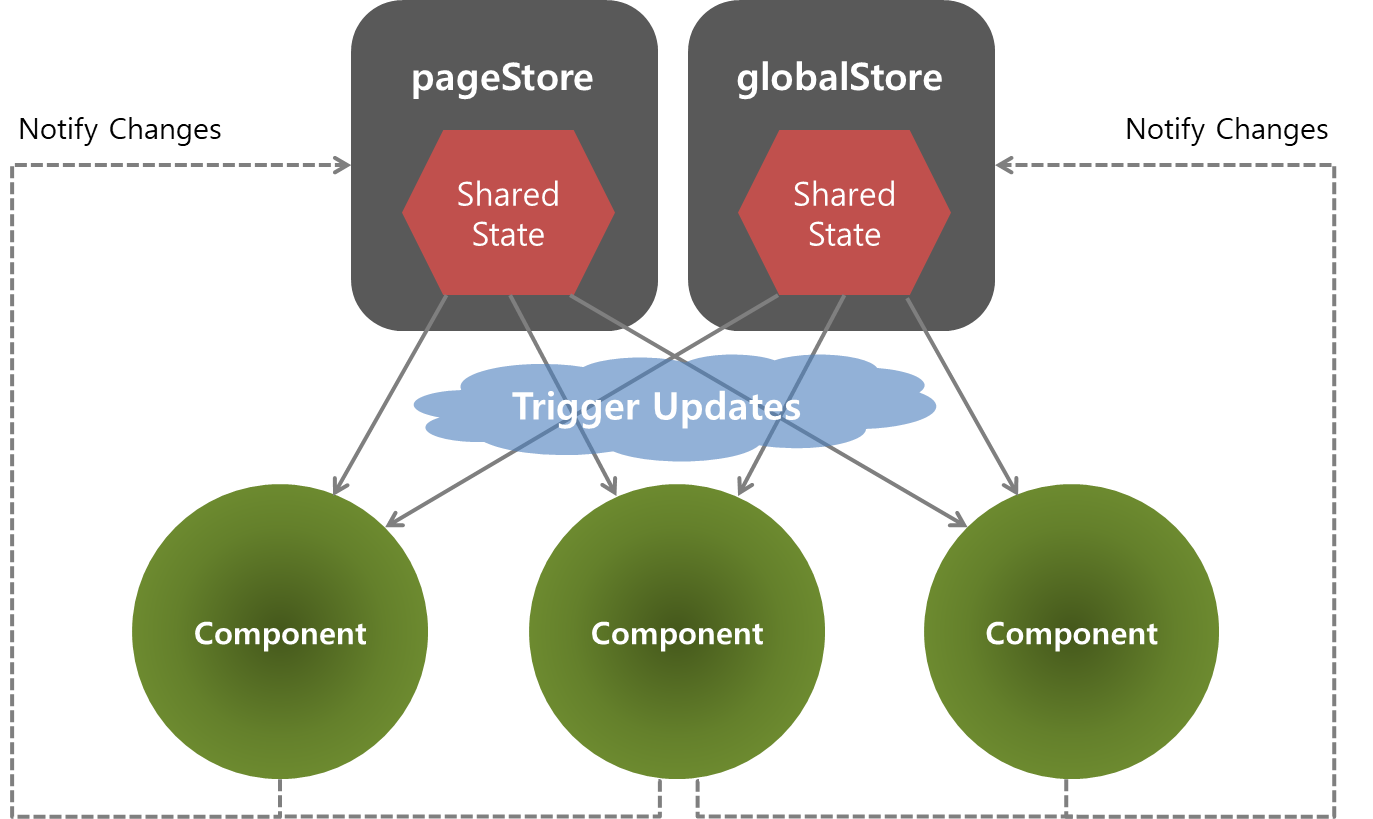 pageStore
globalStore
Notify Changes
Notify Changes
Shared
State
Shared
State
Trigger Updates
Component
Component
Component